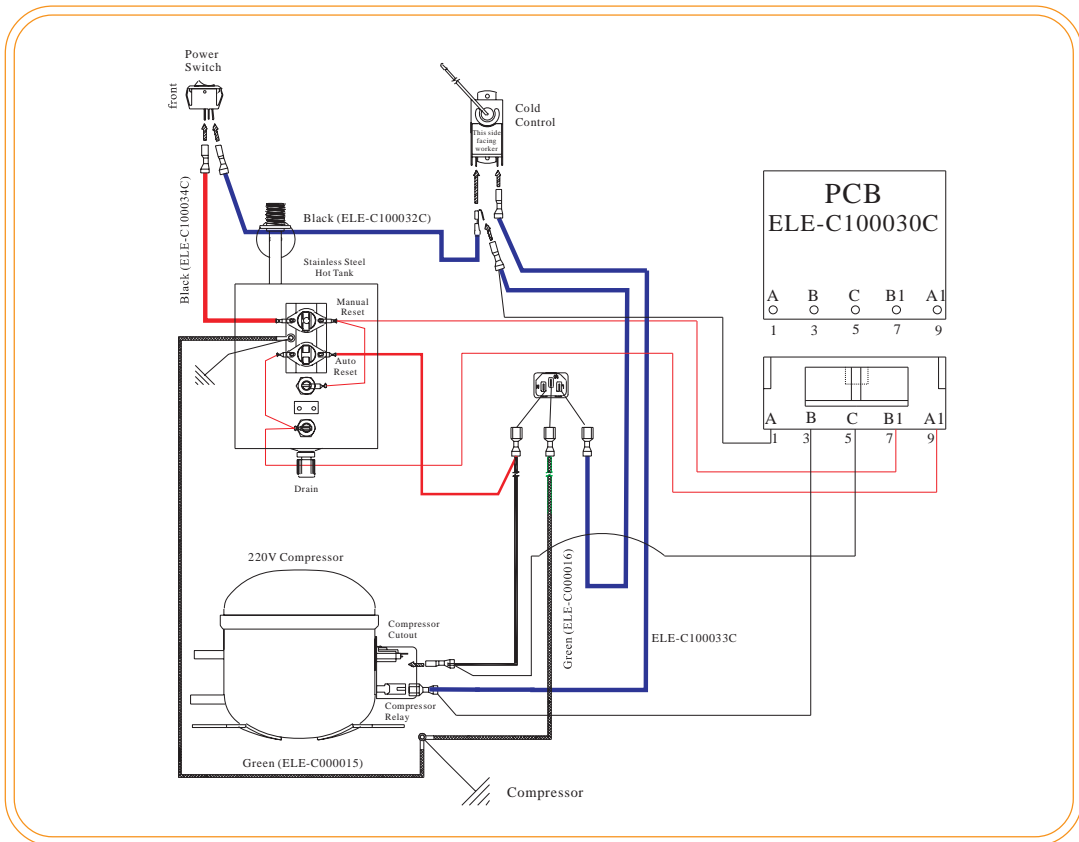 Power
Switch
front
Cold
Control
This side
facing
worker
Black (ELE-C100034C)
Black (ELE-C100032C)
Stainless Steel
Hot Tank
Manual
Reset
Auto
Reset
Drain
PCB
ELE-C100030C
A B C B1 A1
1 3 5 7 9
A B C B1 A1
1 3 5 7 9
220V Compressor
Compressor
Cutout
Compressor
Relay
Green (ELE-C000016)
ELE-C100033C
Green (ELE-C000015)
Compressor